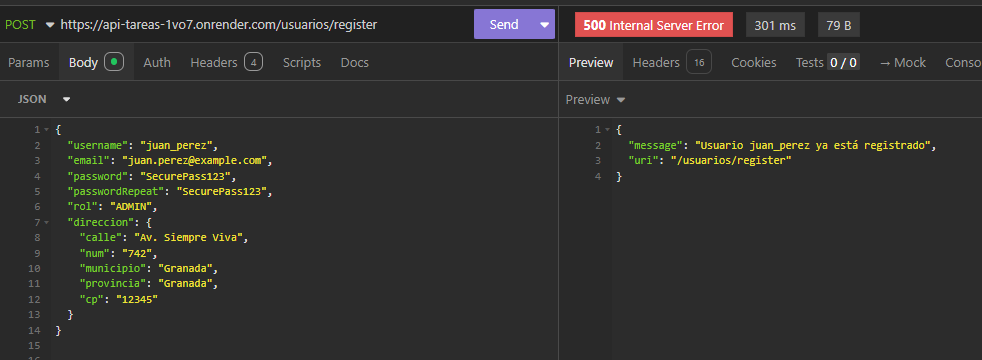 POST https://api-tareas-1vo7.onrender.com/usuarios/register Send 500 Internal Server Error 301 ms 79 B
Params Body Auth Headers 4 Scripts Docs Preview Headers 16 Cookies Tests 0 / 0 → Mock Conso
JSON Preview
1 {
2 "username": "juan_perez",
3 "email": "juan.perez@example.com",
4 "password": "SecurePass123",
5 "passwordRepeat": "SecurePass123",
6 "rol": "ADMIN",
7 "direccion": {
8 "calle": "Av. Siempre Viva",
9 "num": "742",
10 "municipio": "Granada",
11 "provincia": "Granada",
12 "cp": "12345"
13 }
14 }
15
1 {
2 "message": "Usuario juan_perez ya está registrado",
3 "uri": "/usuarios/register"
4 }